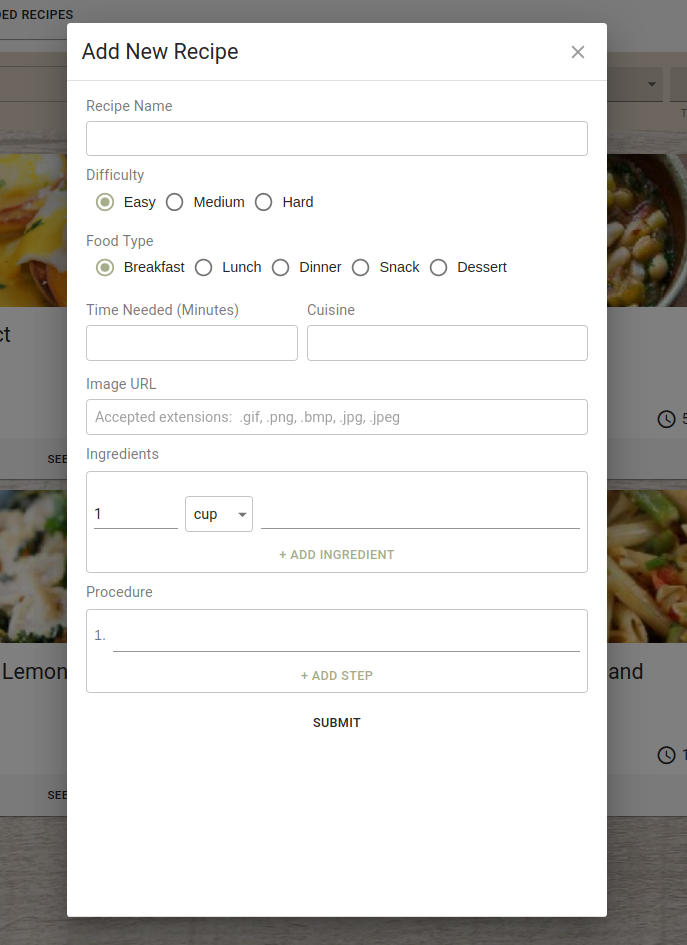 DED RECIPES
Add New Recipe
Recipe Name
Difficulty
Easy Medium Hard
Food Type
Breakfast Lunch Dinner Snack Dessert
Time Needed (Minutes) Cuisine
Image URL
Accepted extensions: .gif, .png, .bmp, .jpg, .jpeg
Ingredients
1 cup
+ ADD INGREDIENT
Procedure
1.
+ ADD STEP
SUBMIT
T
ct
5
SEE
Lemon
and
1
SEE